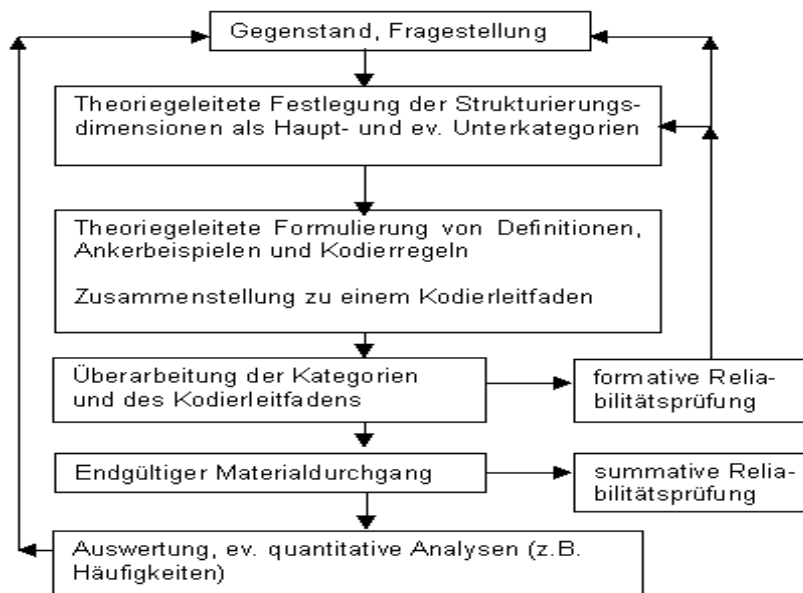 Gegenstand, Fragestellung
Theoriegeleitete Festlegung der Strukturierungs-
dimensionen als Haupt- und ev. Unterkategorien
Theoriegeleitete Formulierung von Definitionen,
Ankerbeispielen und Kodierregeln
Zusammenstellung zu einem Kodierleitfaden
Überarbeitung der Kategorien
und des Kodierleitfadens
formative Relia-
bilitätsprüfung
Endgültiger Materialdurchgang
summative Relia-
bilitätsprüfung
Auswertung, ev. quantitative Analysen (z.B.
Häufigkeiten)